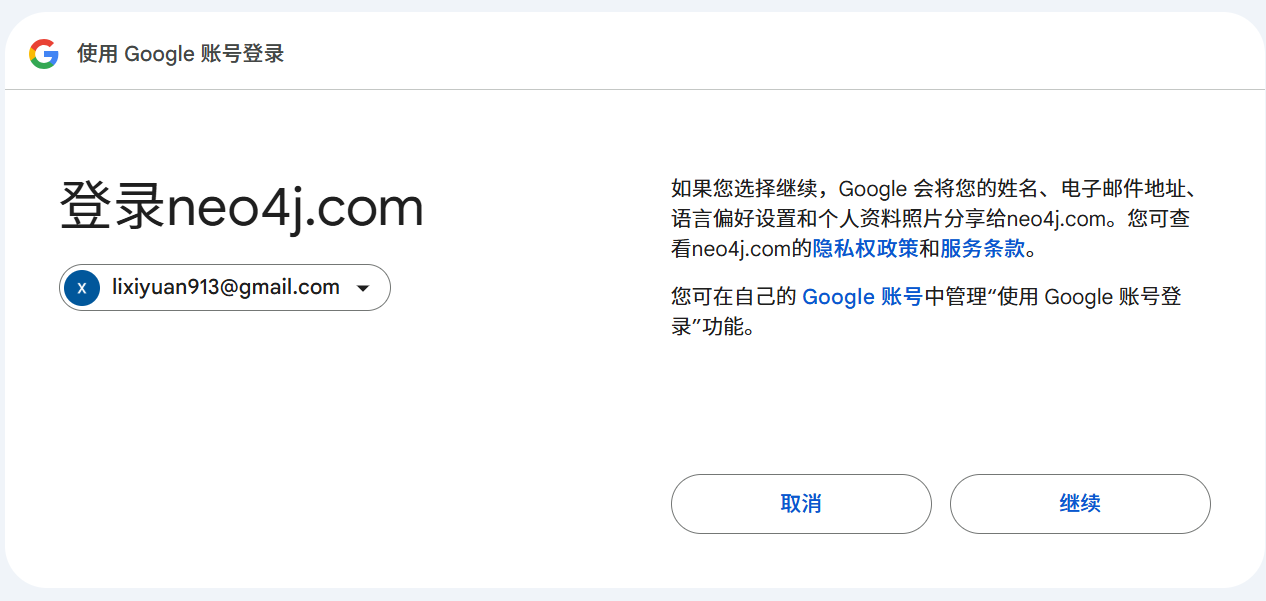 使用 Google 账号登录
登录neo4j.com
x
lixiyuan913@gmail.com
如果您选择继续，Google 会将您的姓名、电子邮件地址、
语言偏好设置和个人资料照片分享给neo4j.com。您可查
看neo4j.com的隐私权政策和服务条款。
您可在自己的 Google 账号中管理“使用 Google 账号登
录”功能。
取消
继续